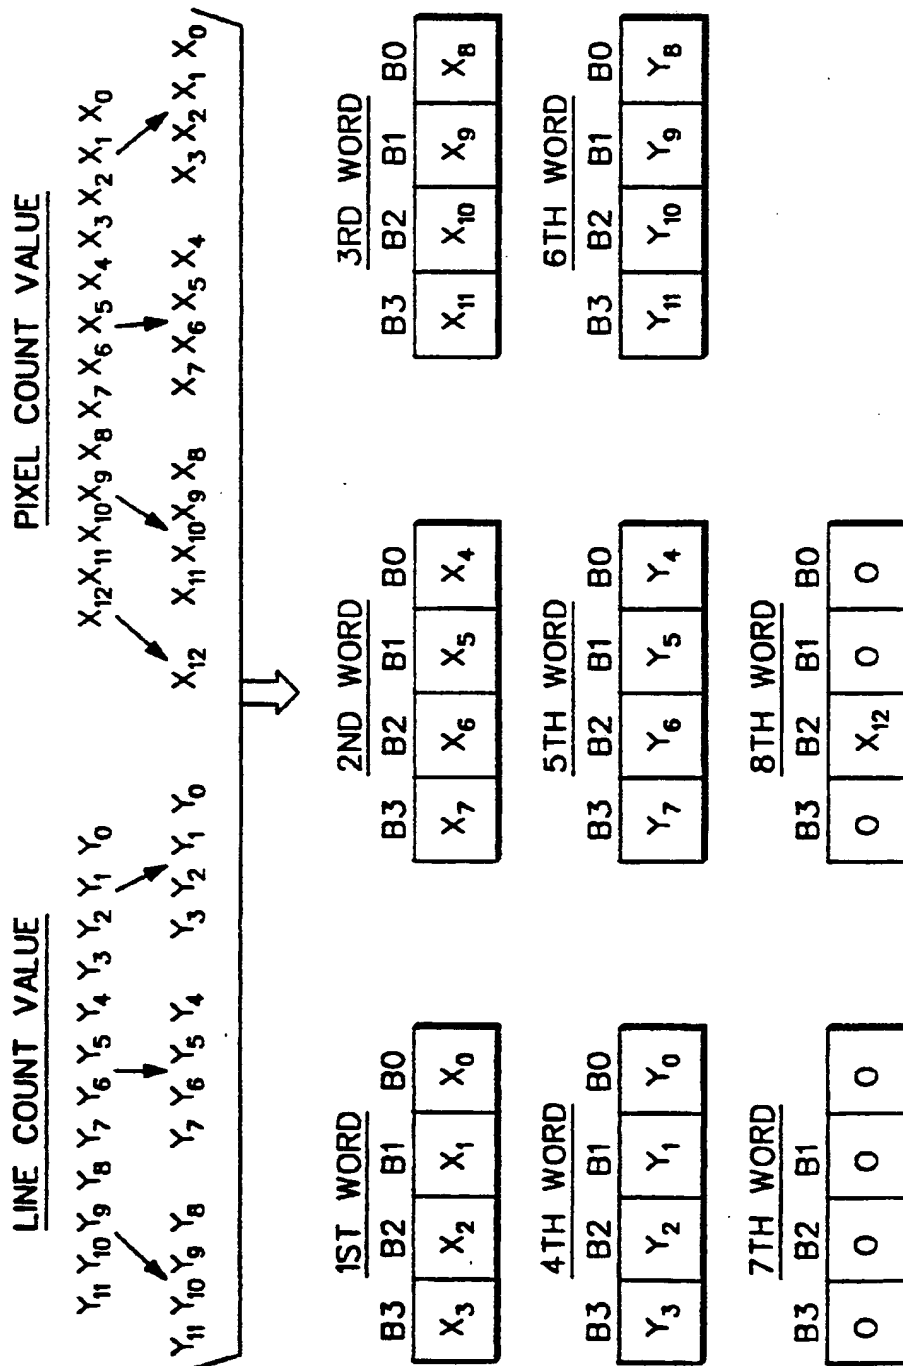 LINE COUNT VALUE PIXEL COUNT VALUE
Y₁₁ Y₁₀ Y₉ Y₈ Y₇ Y₆ Y₅ Y₄ Y₃ Y₂ Y₁ Y₀ X₁₂ X₁₁ X₁₀ X₉ X₈ X₇ X₆ X₅ X₄ X₃ X₂ X₁ X₀
Y₁₁ Y₁₀ Y₉ Y₈ Y₇ Y₆ Y₅ Y₄ Y₃ Y₂ Y₁ Y₀ X₁₂ X₁₁ X₁₀ X₉ X₈ X₇ X₆ X₅ X₄ X₃ X₂ X₁ X₀
1ST WORD 2ND WORD 3RD WORD
B3 B2 B1 B0 B3 B2 B1 B0 B3 B2 B1 B0
X₃ X₂ X₁ X₀ X₇ X₆ X₅ X₄ X₁₁ X₁₀ X₉ X₈
4TH WORD 5TH WORD 6TH WORD
B3 B2 B1 B0 B3 B2 B1 B0 B3 B2 B1 B0
Y₃ Y₂ Y₁ Y₀ Y₇ Y₆ Y₅ Y₄ Y₁₁ Y₁₀ Y₉ Y₈
7TH WORD 8TH WORD
B3 B2 B1 B0 B3 B2 B1 B0
0 0 0 0 0 X₁₂ 0 0